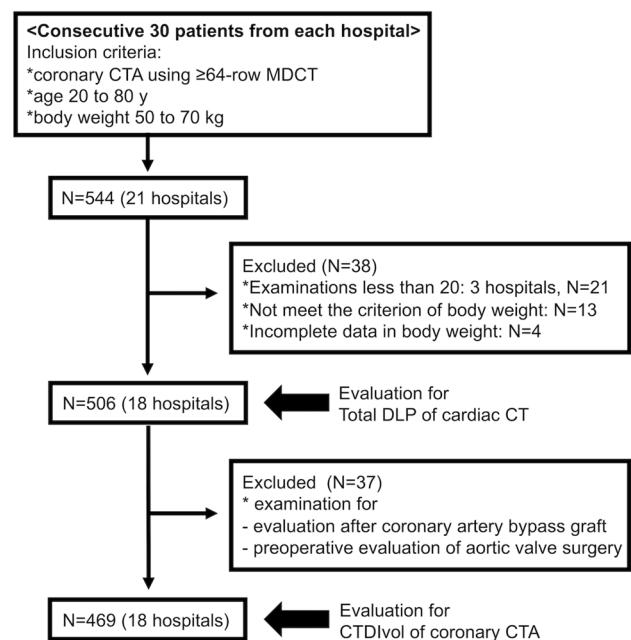 <Consecutive 30 patients from each hospital>
Inclusion criteria:
*coronary CTA using ≥64-row MDCT
*age 20 to 80 y
*body weight 50 to 70 kg
N=544 (21 hospitals)
Excluded (N=38)
*Examinations less than 20: 3 hospitals, N=21
*Not meet the criterion of body weight: N=13
*Incomplete data in body weight: N=4
N=506 (18 hospitals)
Evaluation for
Total DLP of cardiac CT
Excluded  (N=37)
* examination for
- evaluation after coronary artery bypass graft
- preoperative evaluation of aortic valve surgery
N=469 (18 hospitals)
Evaluation for
CTDIvol of coronary CTA